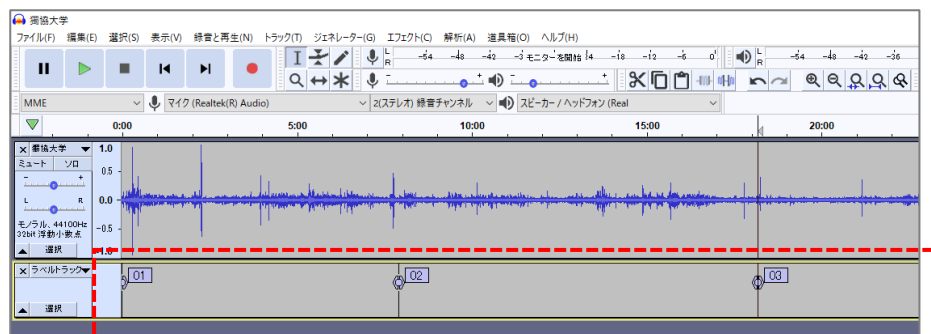 獨協大学
ファイル(F) 編集(E) 選択(S) 表示(V) 録音と再生(N) トラック(T) ジェネレーター(G) エフェクト(C) 解析(A) 道具箱(O) ヘルプ(H)
L R -54 -48 -42 -3 モニターを開始 !4 -18 -12 -6 0 L R -54 -48 -42 -36
- + - +
MME マイク (Realtek(R) Audio) 2(ステレオ) 録音チャンネル スピーカー / ヘッドフォン (Real
0:00 5:00 10:00 15:00 20:00
× 獨協大学 1.0
ミュート ソロ
- + 0.5
L R 0.0
モノラル、44100Hz
32bit 浮動小数点 -0.5
選択 -1.0
× ラベルトラック 01 02 03
選択